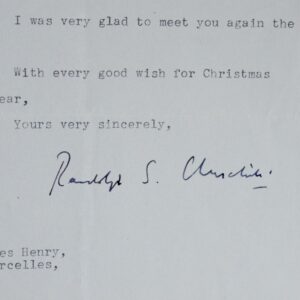 I was very glad to meet you again the
With every good wish for Christmas
ear,
Yours very sincerely,
Randolph S. Churchill.
es Henry,
rcelles,